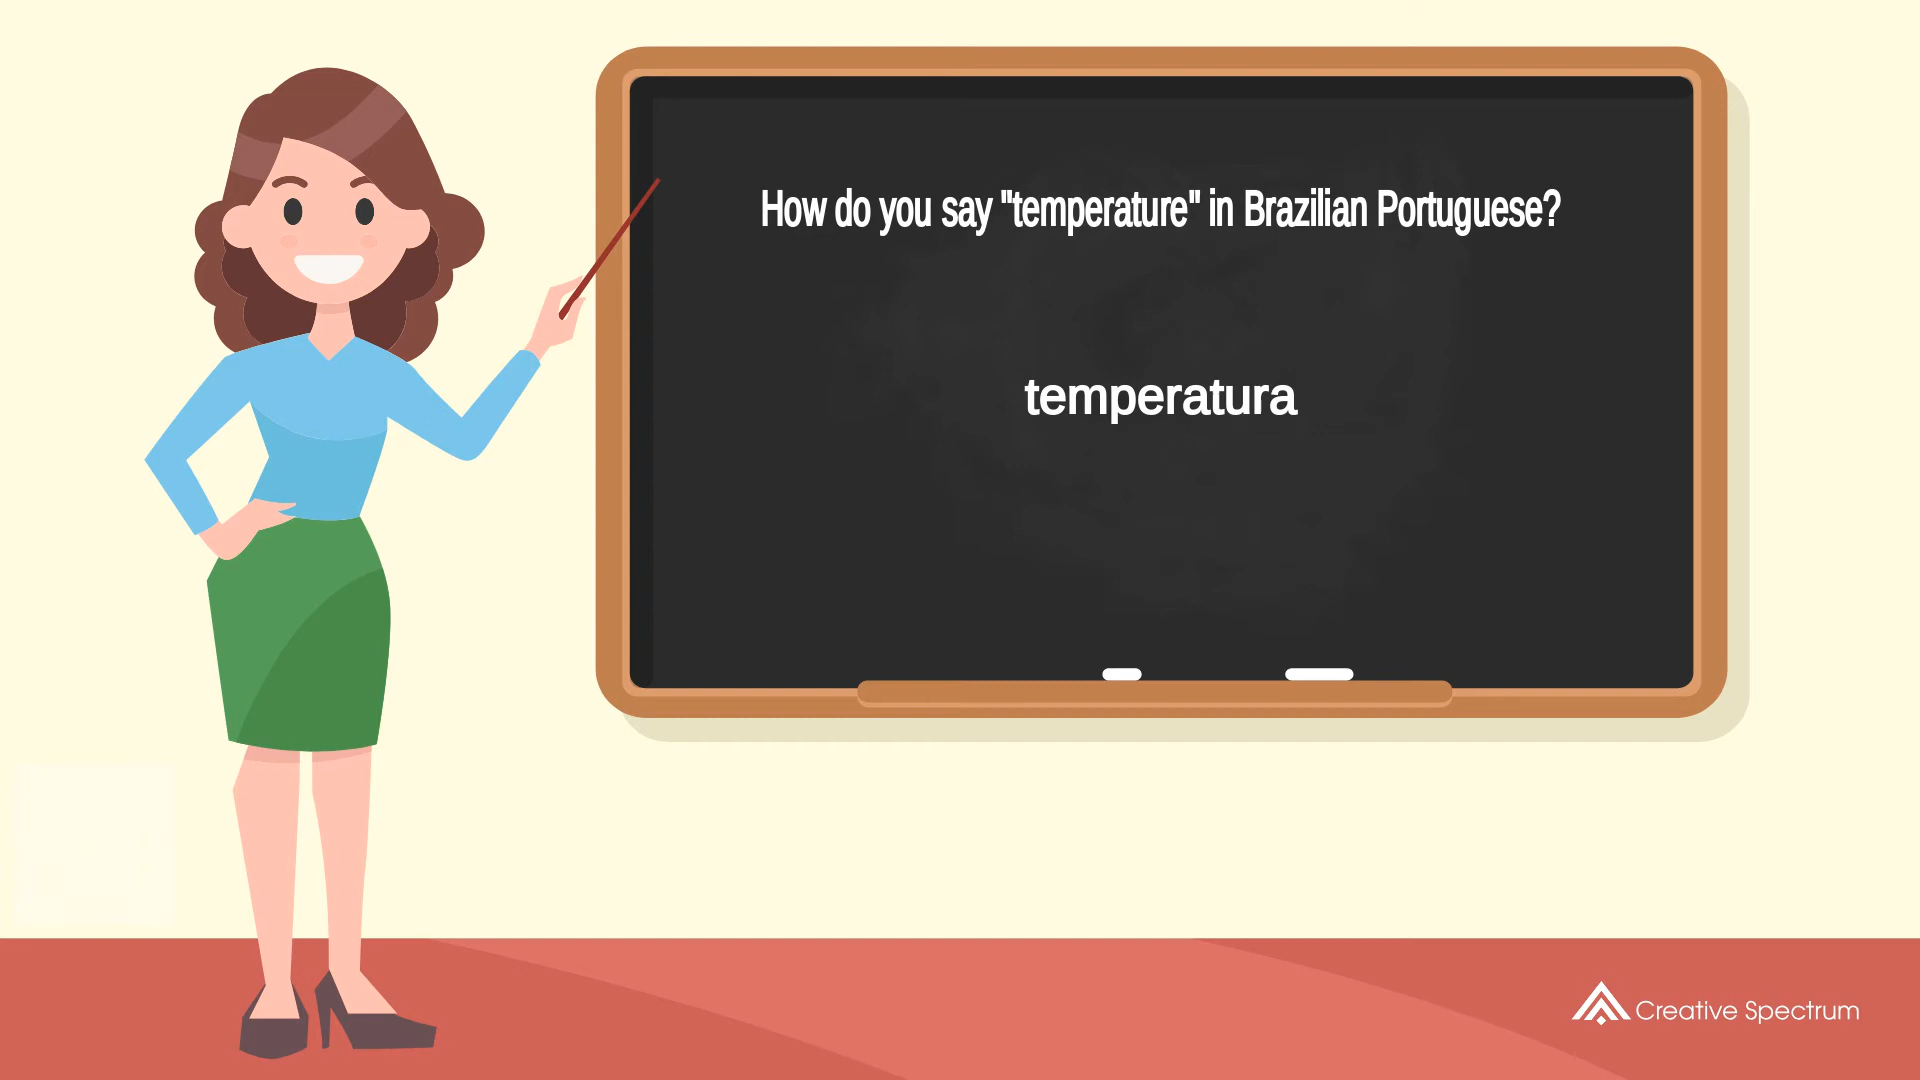 How do you say "temperature" in Brazilian Portuguese?
temperatura
Creative Spectrum